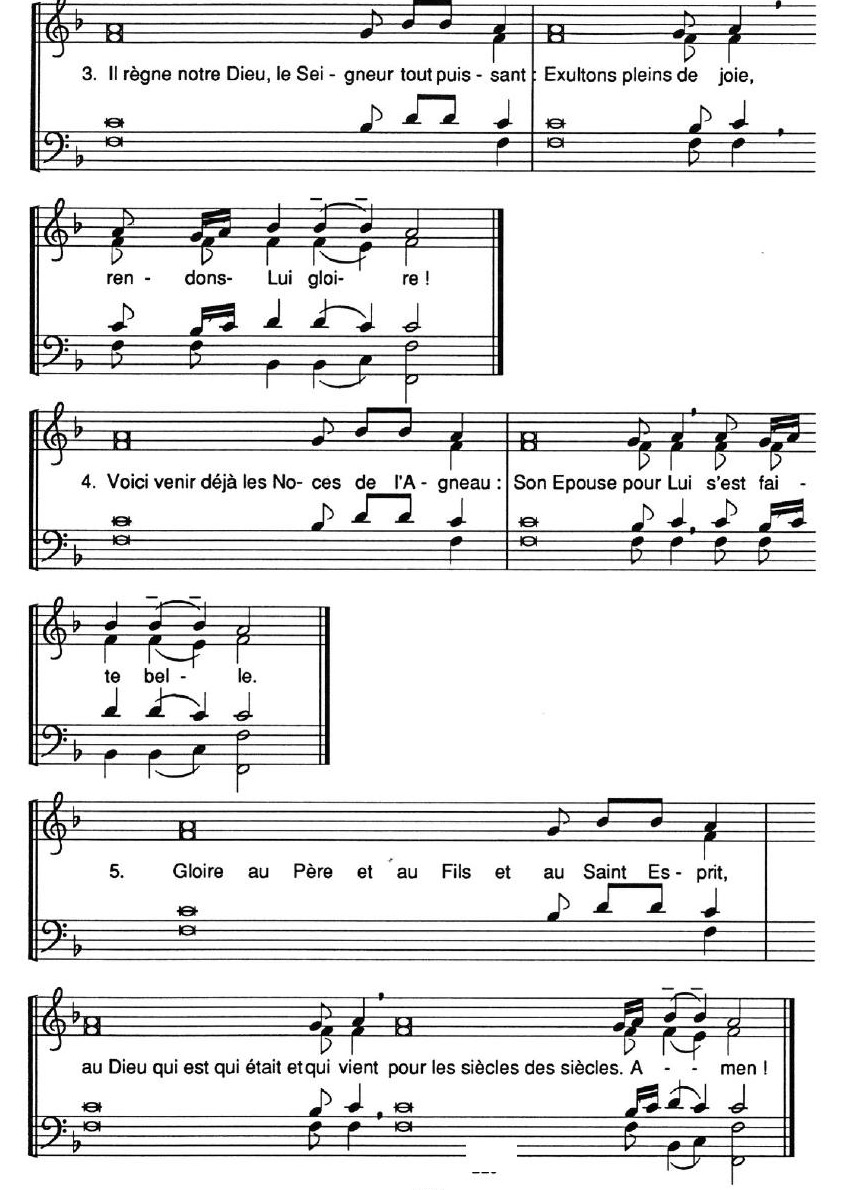 3. Il règne notre Dieu, le Sei - gneur tout puis - sant : Exultons pleins de joie,
ren - dons- Lui gloi- re !
4. Voici venir déjà les No- ces de l'A - gneau : Son Epouse pour Lui s'est fai -
te bel - le.
5. Gloire au Père et au Fils et au Saint Es - prit,
au Dieu qui est qui était et qui vient pour les siècles des siècles. A - - men !